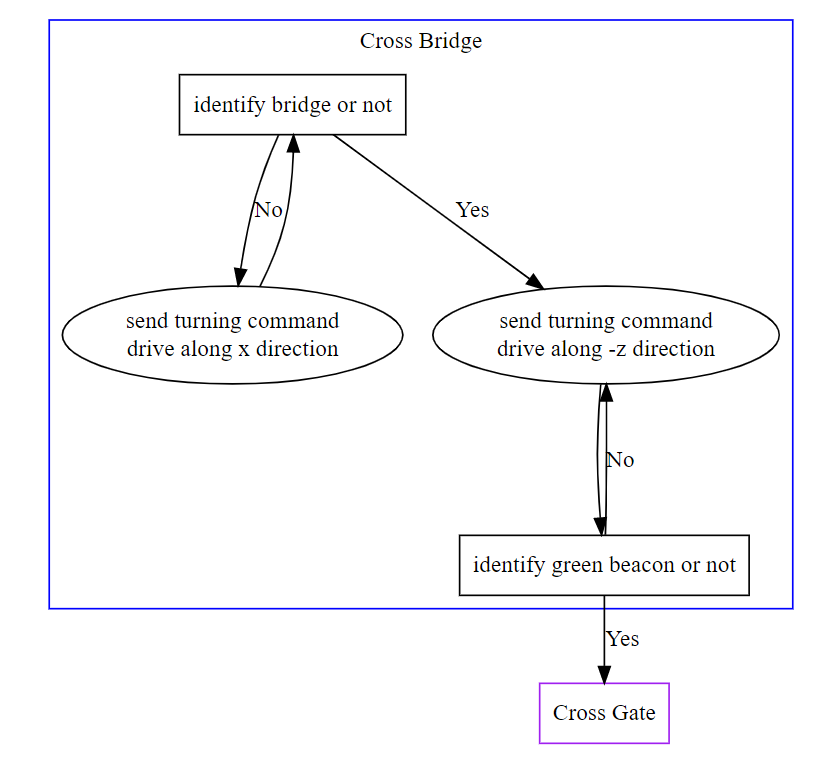 Cross Bridge
identify bridge or not
No
Yes
send turning command
drive along x direction
send turning command
drive along -z direction
No
identify green beacon or not
Yes
Cross Gate